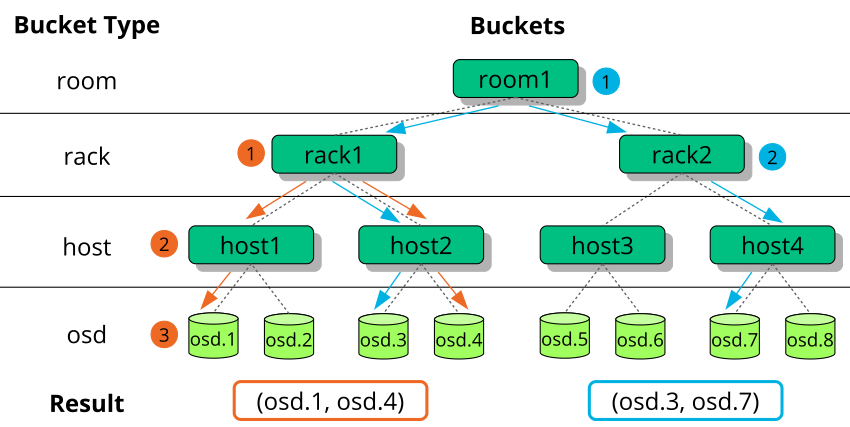 Bucket Type Buckets
room room1 1
1 rack1 rack2 2
rack
2 host1 host2 host3 host4
host
osd 3 osd.1 osd.2 osd.3 osd.4 osd.5 osd.6 osd.7 osd.8
Result (osd.1, osd.4) (osd.3, osd.7)